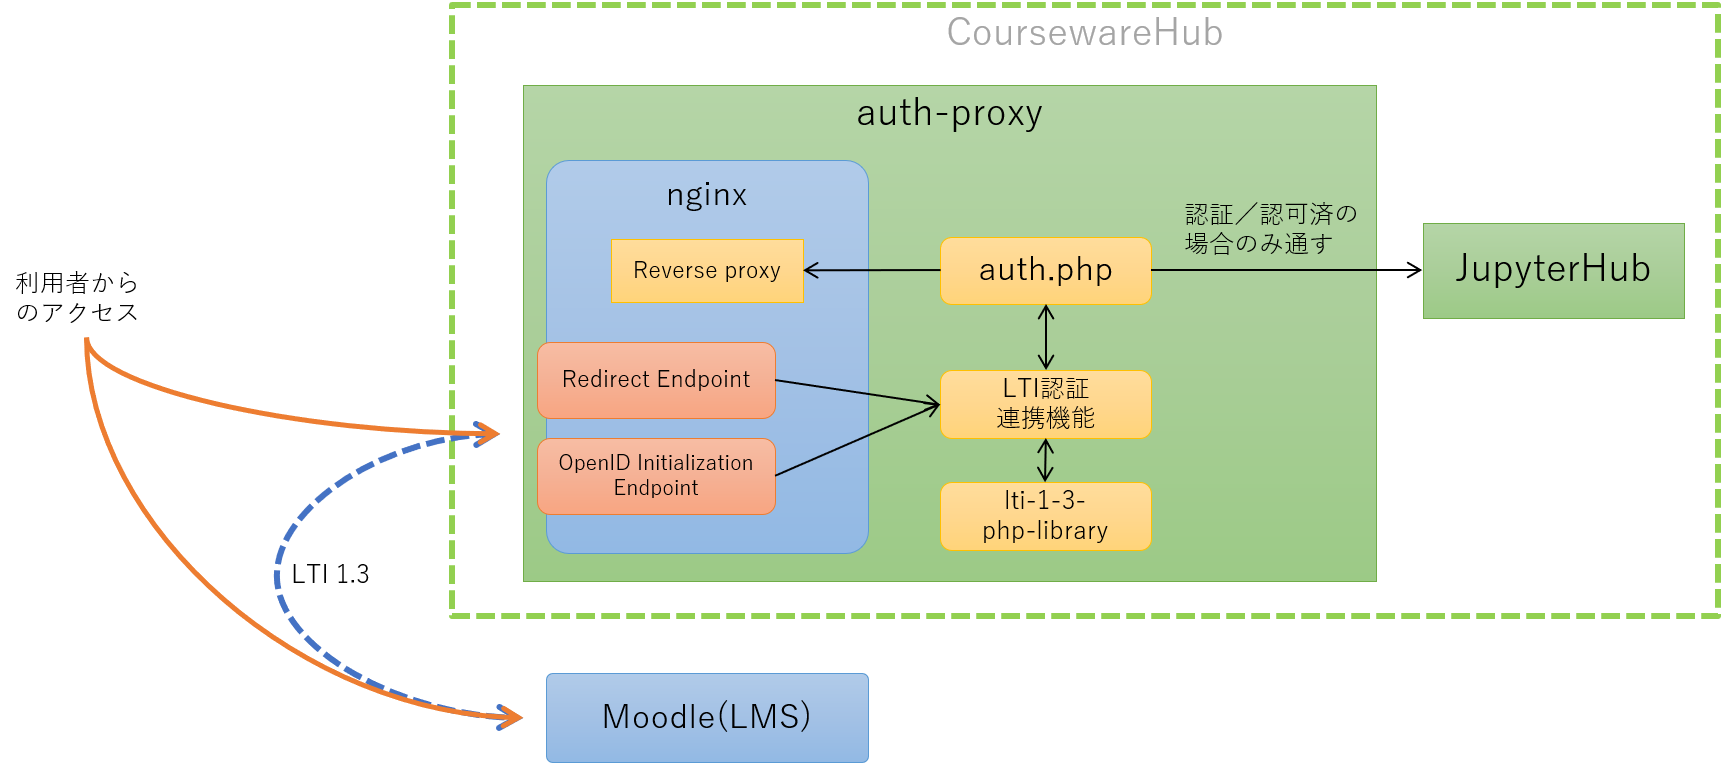 CoursewareHub
auth-proxy
nginx
Reverse proxy
Redirect Endpoint
OpenID Initialization
Endpoint
auth.php
LTI認証
連携機能
lti-1-3-
php-library
認証／認可済の
場合のみ通す
JupyterHub
利用者から
のアクセス
LTI 1.3
Moodle(LMS)